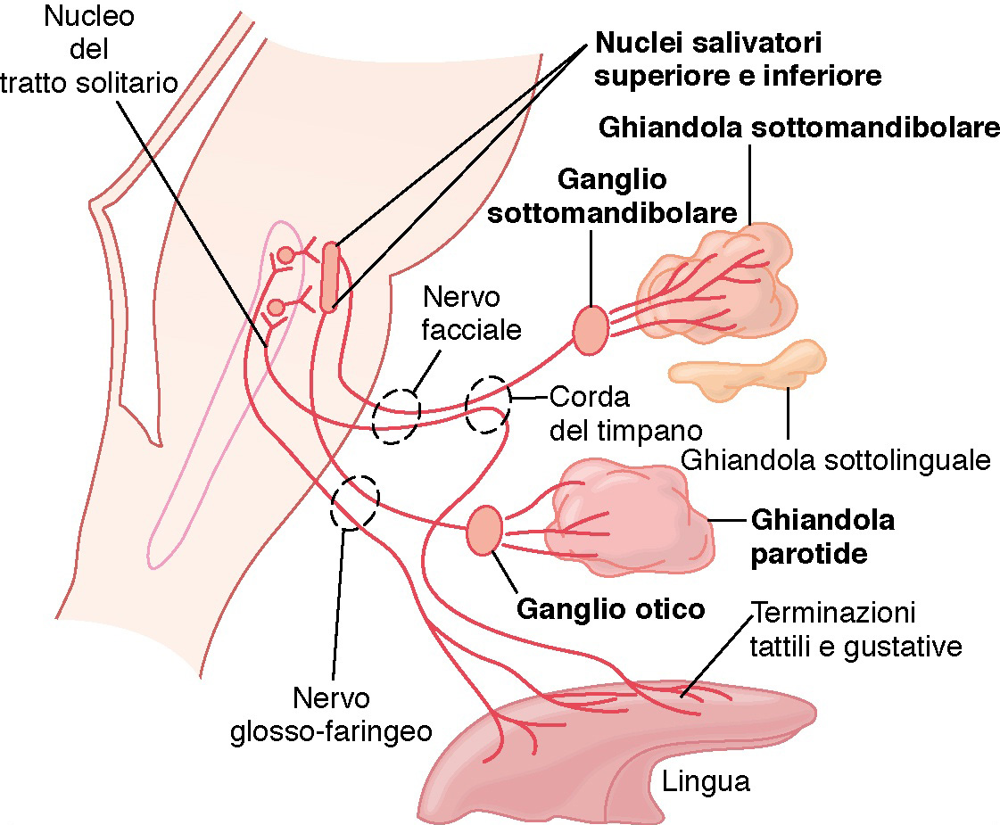 Nucleo
del
tratto solitario
Nuclei salivatori
superiore e inferiore
Ghiandola sottomandibolare
Ganglio
sottomandibolare
Nervo
facciale
Corda
del timpano
Ghiandola sottolinguale
Ghiandola
parotide
Ganglio otico
Terminazioni
tattili e gustative
Nervo
glosso-faringeo
Lingua